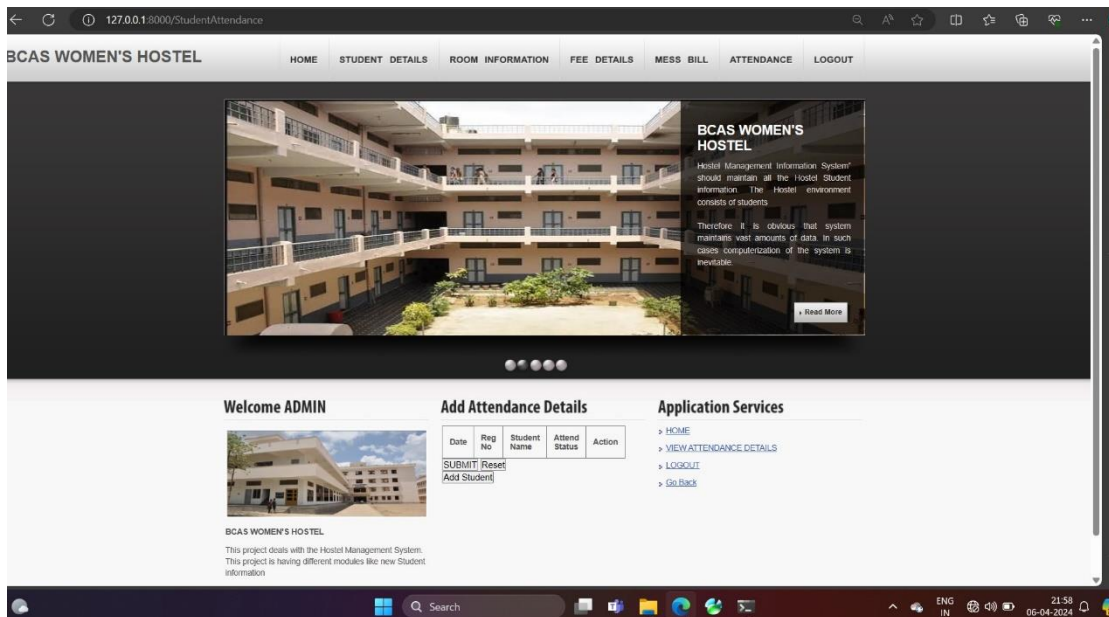 127.0.0.1:8000/StudentAttendance
BCAS WOMEN'S HOSTEL
HOME STUDENT DETAILS ROOM INFORMATION FEE DETAILS MESS BILL ATTENDANCE LOGOUT
BCAS WOMEN'S
HOSTEL
Hostel Management Information System"
should maintain all the Hostel Student
information. The Hostel environment
consists of students
Therefore it is obvious that system
maintains vast amounts of data. In such
cases computerization of the system is
inevitable.
Read More
Welcome ADMIN
BCAS WOMEN'S HOSTEL
This project deals with the Hostel Management System.
This project is having different modules like new Student
information
Add Attendance Details
Date Reg No Student Name Attend Status Action
SUBMIT Reset
Add Student
Application Services
HOME
VIEW ATTENDANCE DETAILS
LOGOUT
Go Back
Search
ENG
IN
21:58
06-04-2024